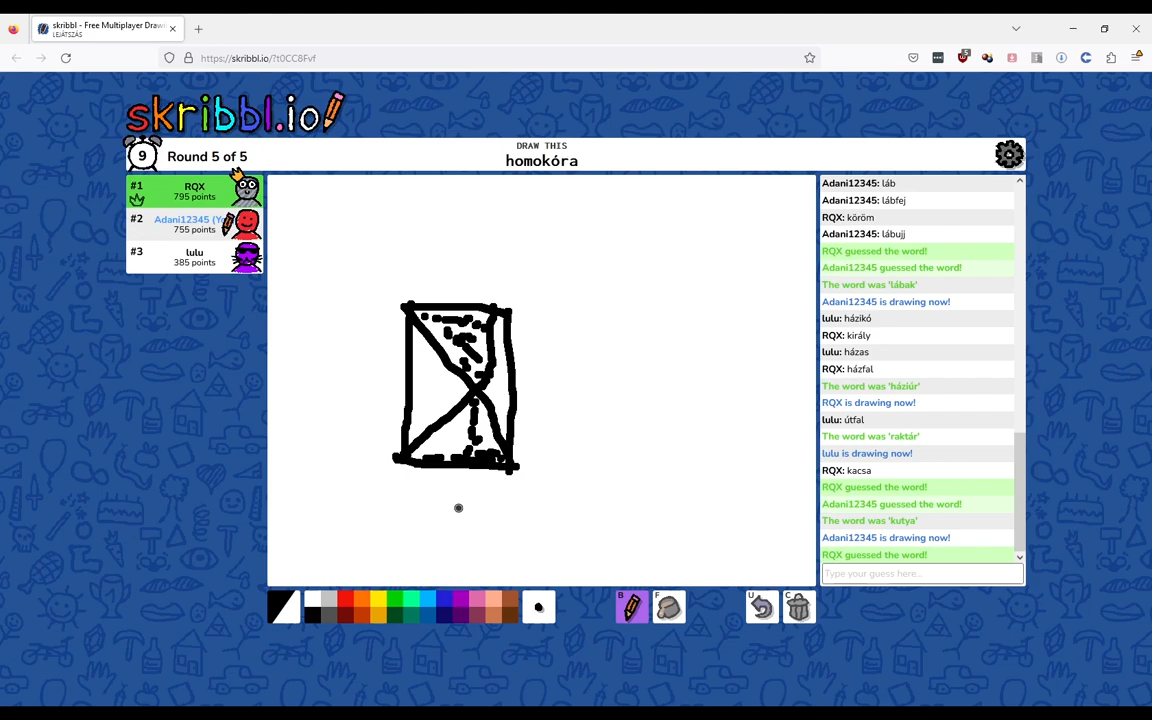 skribbl - Free Multiplayer Drawi
LEJÁTSZÁS
https://skribbl.io/?t0CC8Fvf
5
skribbl.io
9
Round 5 of 5
DRAW THIS
homokóra
#1
RQX
795 points
#2
Adani12345 (Yo
755 points
#3
lulu
385 points
Adani12345: láb
Adani12345: lábfej
RQX: köröm
Adani12345: lábujj
RQX guessed the word!
Adani12345 guessed the word!
The word was 'lábak'
Adani12345 is drawing now!
lulu: házikó
RQX: király
lulu: házas
RQX: házfal
The word was 'háziúr'
RQX is drawing now!
lulu: útfal
The word was 'raktár'
lulu is drawing now!
RQX: kacsa
RQX guessed the word!
Adani12345 guessed the word!
The word was 'kutya'
Adani12345 is drawing now!
RQX guessed the word!
Type your guess here...
B
F
U
C